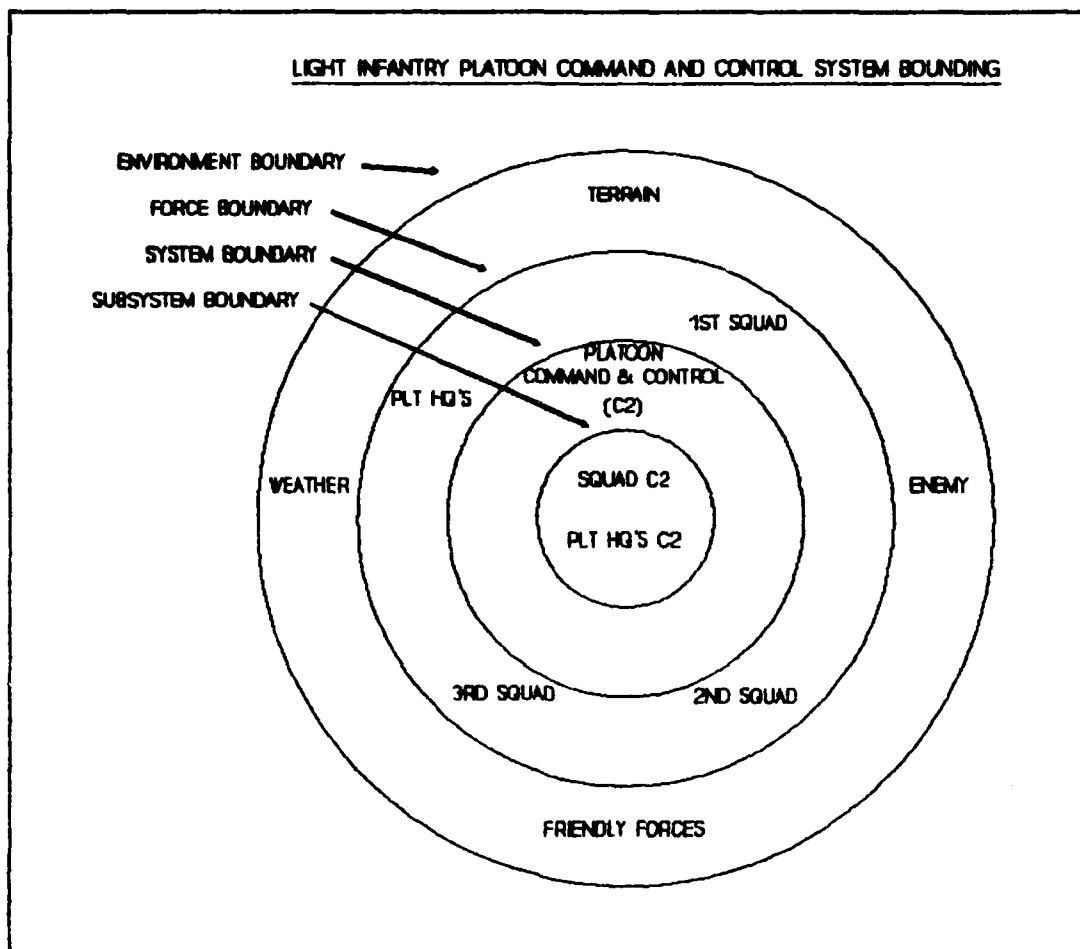 LIGHT INFANTRY PLATOON COMMAND AND CONTROL SYSTEM BOUNDING
ENVIRONMENT BOUNDARY
FORCE BOUNDARY
SYSTEM BOUNDARY
SUBSYSTEM BOUNDARY
TERRAIN
1ST SQUAD
PLATOON
COMMAND & CONTROL
(C2)
PLT HQ'S
WEATHER
SQUAD C2
ENEMY
PLT HQ'S C2
3RD SQUAD
2ND SQUAD
FRIENDLY FORCES